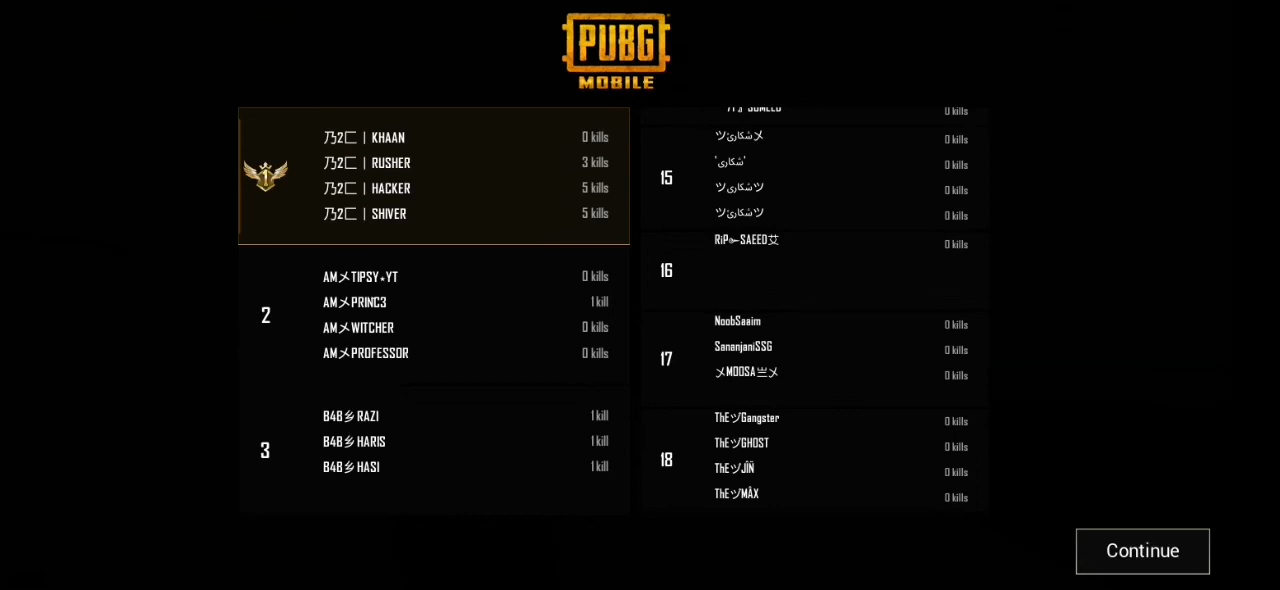 PUBG
MOBILE
乃2匚 | KHAAN 0 kills
乃2匚 | RUSHER 3 kills
1
乃2匚 | HACKER 5 kills
乃2匚 | SHIVER 5 kills
AMメTIPSY⋆YT 0 kills
AMメPRINC3 1 kill
2
AMメWITCHER 0 kills
AMメPROFESSOR 0 kills
B4B乡RAZI 1 kill
B4B乡HARIS 1 kill
3
B4B乡HASI 1 kill
0 kills
ツشکاریメ 0 kills
'شکاری' 0 kills
15
ツشکاریツ 0 kills
ツشکاریツ 0 kills
RiP๛SAEED艾 0 kills
16
NoobSaaim 0 kills
SananjaniSSG 0 kills
17
メMOOSA亗メ 0 kills
ThEヅGangster 0 kills
ThEヅGHOST 0 kills
18
ThEヅJÎÑ 0 kills
ThEヅMÂX 0 kills
Continue